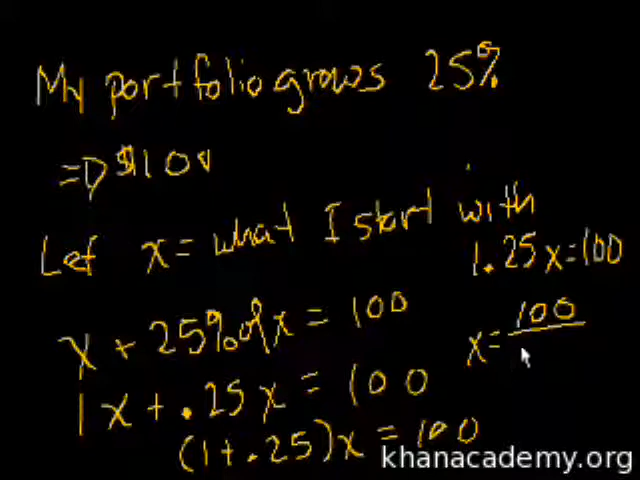 My portfolio grows 25%
=> $100
Let x = what I start with
1.25x=100
x + 25% of x = 100
x = 100
1x + .25x = 100
(1+.25)x = 100
khanacademy.org